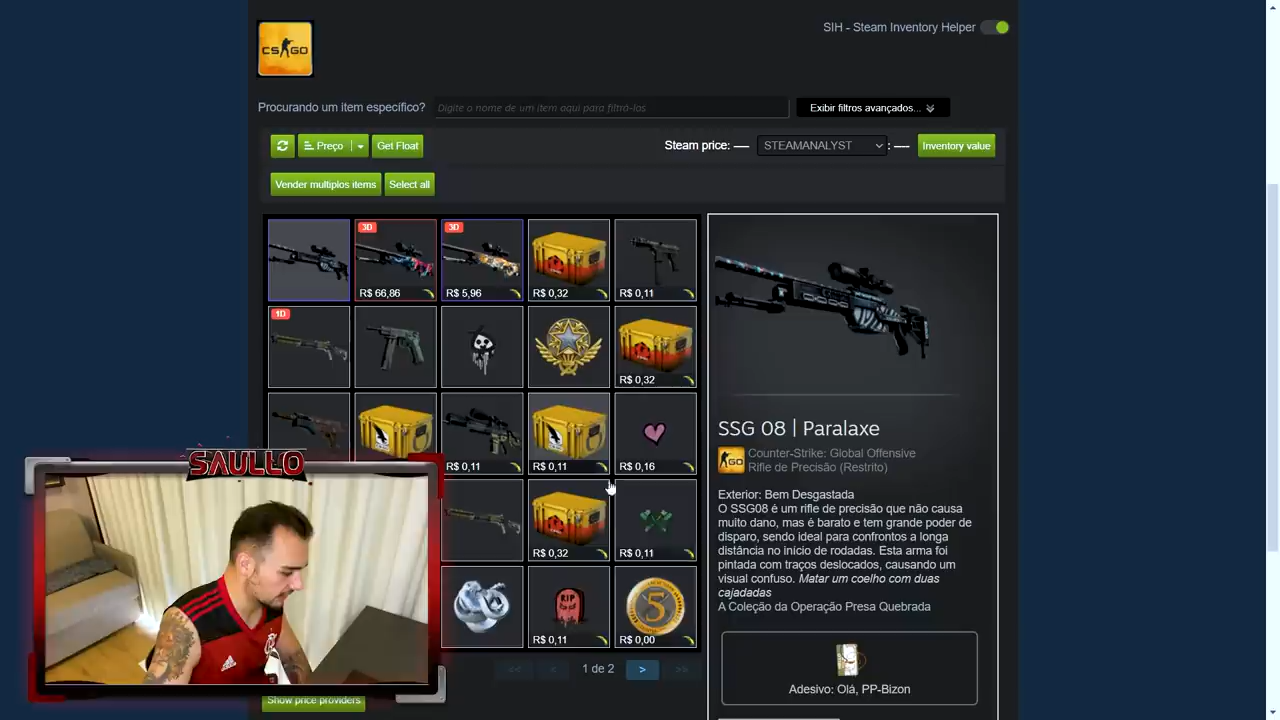 SIH - Steam Inventory Helper
CS GO
Procurando um item específico?
Digite o nome de um item aqui para filtrá-los
Exibir filtros avançados...
Preço
Get Float
Steam price: ----
STEAMANALYST
: ----
Inventory value
Vender multiplos items
Select all
3D
R$ 66,86
3D
R$ 5,96
R$ 0,32
R$ 0,11
1D
R$ 0,32
R$ 0,11
R$ 0,11
R$ 0,16
R$ 0,32
R$ 0,11
5
R$ 0,11
R$ 0,00
RIP
<<
<
1 de 2
>
>>
Show price providers
SAULLO
adidas
SSG 08 | Paralaxe
GO
Counter-Strike: Global Offensive
Rifle de Precisão (Restrito)
Exterior: Bem Desgastada
O SSG08 é um rifle de precisão que não causa
muito dano, mas é barato e tem grande poder de
disparo, sendo ideal para confrontos a longa
distância no início de rodadas. Esta arma foi
pintada com traços deslocados, causando um
visual confuso. Matar um coelho com duas
cajadadas
A Coleção da Operação Presa Quebrada
Adesivo: Olá, PP-Bizon